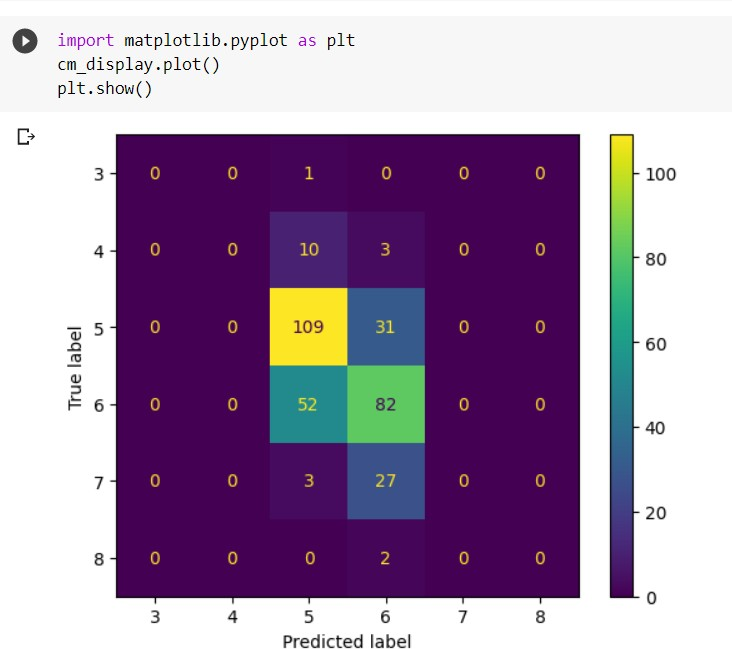 import matplotlib.pyplot as plt
cm_display.plot()
plt.show()
3 0 0 1 0 0 0
4 0 0 10 3 0 0
5 0 0 109 31 0 0
6 0 0 52 82 0 0
7 0 0 3 27 0 0
8 0 0 0 2 0 0
3 4 5 6 7 8
Predicted label
True label
100
80
60
40
20
0